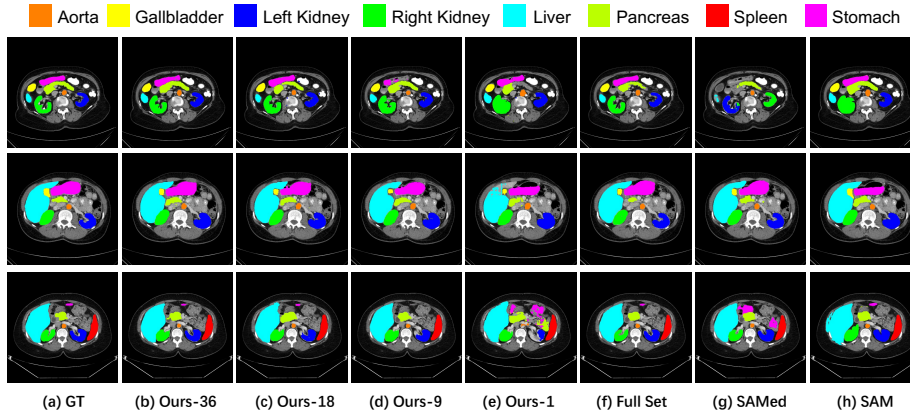 Aorta Gallbladder Left Kidney Right Kidney Liver Pancreas Spleen Stomach
(a) GT (b) Ours-36 (c) Ours-18 (d) Ours-9 (e) Ours-1 (f) Full Set (g) SAMed (h) SAM